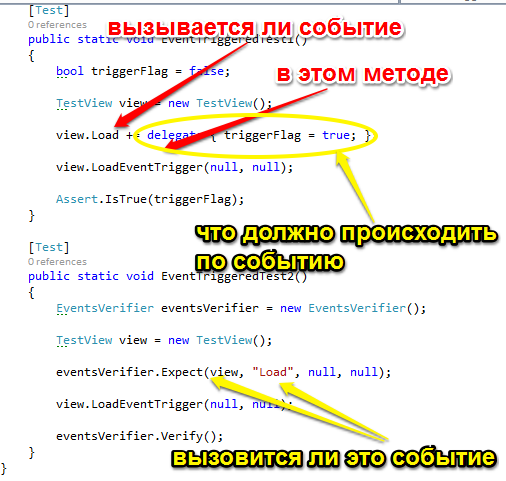 [Test]
0 references
вызывается ли событие
public static void EventTriggeredTest1()
{
bool triggerFlag = false;
в этом методе
TestView view = new TestView();
view.Load += delegate { triggerFlag = true; }
view.LoadEventTrigger(null, null);
Assert.IsTrue(triggerFlag);
}
что должно происходить
по событию
[Test]
0 references
public static void EventTriggeredTest2()
{
EventsVerifier eventsVerifier = new EventsVerifier();
TestView view = new TestView();
eventsVerifier.Expect(view, "Load", null, null);
view.LoadEventTrigger(null, null);
eventsVerifier.Verify();
вызовится ли это событие
}
}